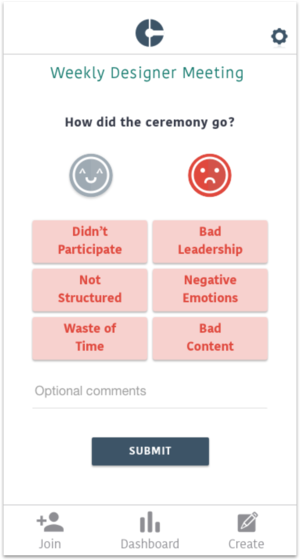 Weekly Designer Meeting
How did the ceremony go?
Didn't
Participate
Bad
Leadership
Not
Structured
Negative
Emotions
Waste of
Time
Bad
Content
Optional comments
SUBMIT
Join
Dashboard
Create